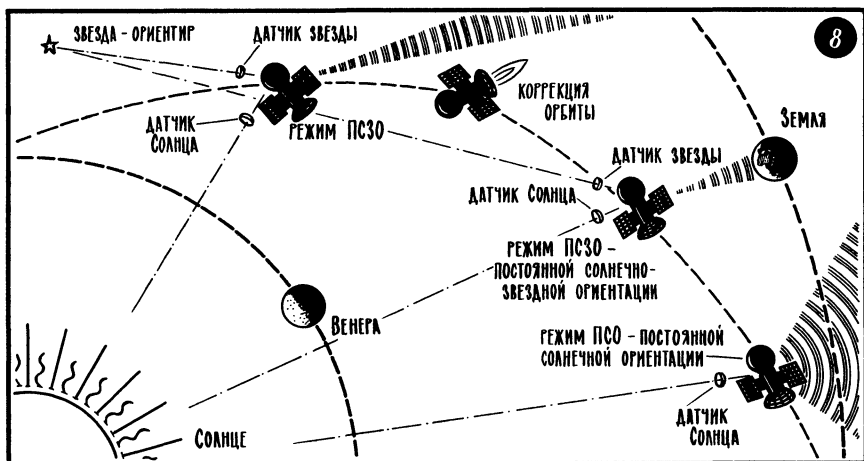 8
ЗВЕЗДА-ОРИЕНТИР
ДАТЧИК ЗВЕЗДЫ
ДАТЧИК
СОЛНЦА
РЕЖИМ ПСЗО
КОРРЕКЦИЯ
ОРБИТЫ
ЗЕМЛЯ
ДАТЧИК ЗВЕЗДЫ
ДАТЧИК СОЛНЦА
РЕЖИМ ПСЗО –
ПОСТОЯННОЙ СОЛНЕЧНО-
ЗВЕЗДНОЙ ОРИЕНТАЦИИ
ВЕНЕРА
РЕЖИМ ПСО – ПОСТОЯННОЙ
СОЛНЕЧНОЙ ОРИЕНТАЦИИ
ДАТЧИК
СОЛНЦА
СОЛНЦЕ